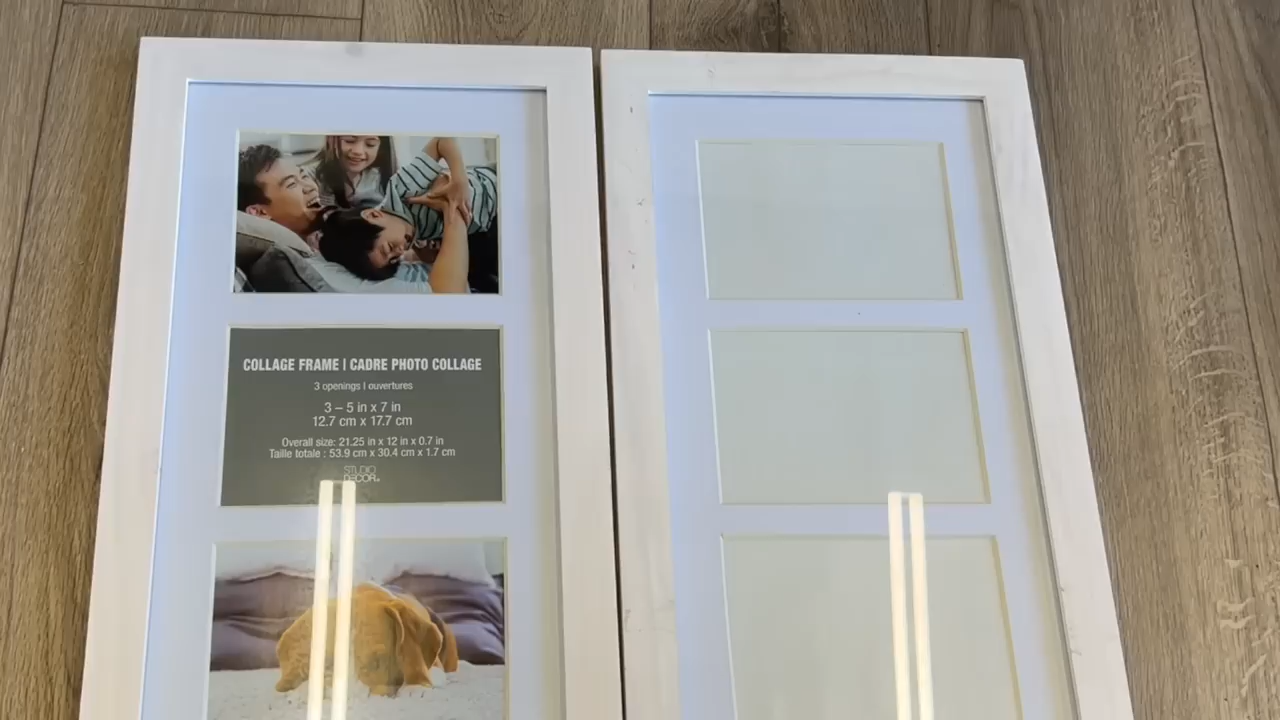 COLLAGE FRAME | CADRE PHOTO COLLAGE
3 openings | ouvertures
3 – 5 in x 7 in
12.7 cm x 17.7 cm
Overall size: 21.25 in x 12 in x 0.7 in
Taille totale : 53.9 cm x 30.4 cm x 1.7 cm
STUDIO
DECOR®